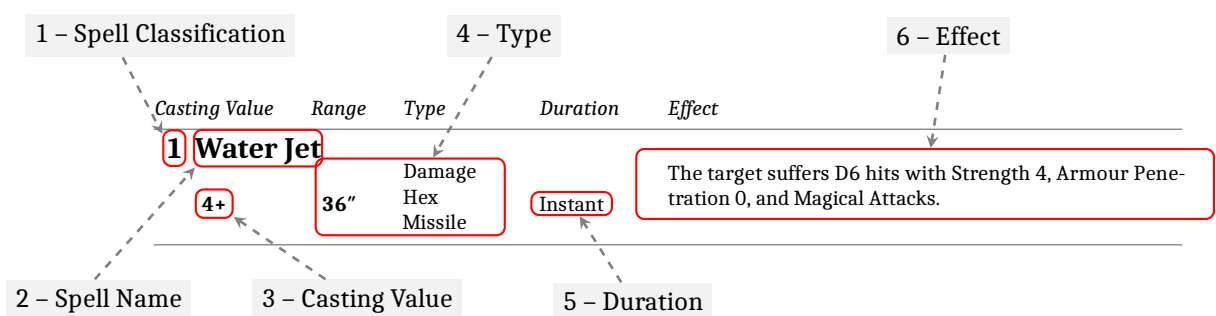 1 – Spell Classification
4 – Type
6 – Effect
Casting Value Range Type Duration Effect
1 Water Jet
4+ 36″ Damage
Hex
Missile
Instant
The target suffers D6 hits with Strength 4, Armour Pene-
tration 0, and Magical Attacks.
2 – Spell Name
3 – Casting Value
5 – Duration